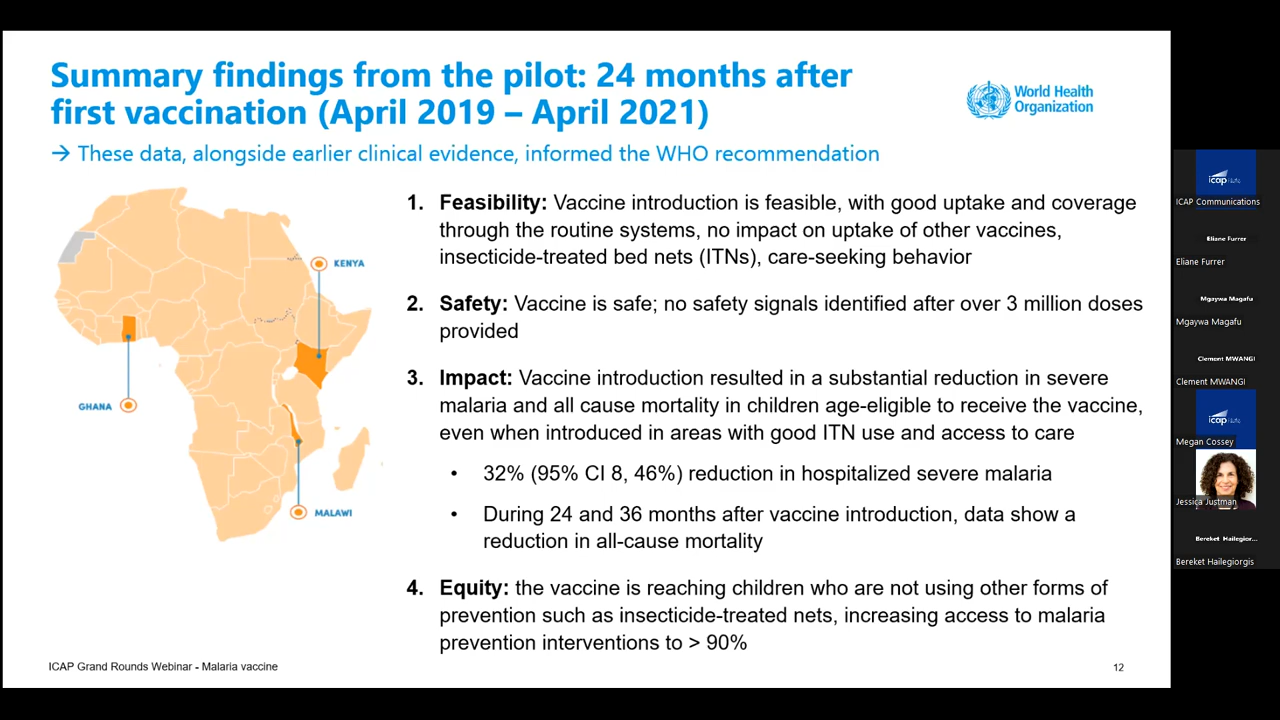 Summary findings from the pilot: 24 months after
first vaccination (April 2019 – April 2021)
World Health
Organization
→ These data, alongside earlier clinical evidence, informed the WHO recommendation
KENYA
GHANA
MALAWI
1. Feasibility: Vaccine introduction is feasible, with good uptake and coverage
through the routine systems, no impact on uptake of other vaccines,
insecticide-treated bed nets (ITNs), care-seeking behavior
2. Safety: Vaccine is safe; no safety signals identified after over 3 million doses
provided
3. Impact: Vaccine introduction resulted in a substantial reduction in severe
malaria and all cause mortality in children age-eligible to receive the vaccine,
even when introduced in areas with good ITN use and access to care
• 32% (95% CI 8, 46%) reduction in hospitalized severe malaria
• During 24 and 36 months after vaccine introduction, data show a
reduction in all-cause mortality
4. Equity: the vaccine is reaching children who are not using other forms of
prevention such as insecticide-treated nets, increasing access to malaria
prevention interventions to > 90%
ICAP Grand Rounds Webinar - Malaria vaccine
12
icap
ICAP Communications
Eliane Furrer
Eliane Furrer
Mgaywa Magafu
Mgaywa Magafu
Clement MWANGI
Clement MWANGI
icap
Megan Cossey
Jessica Justman
Bereket Hailegior...
Bereket Hailegiorgis